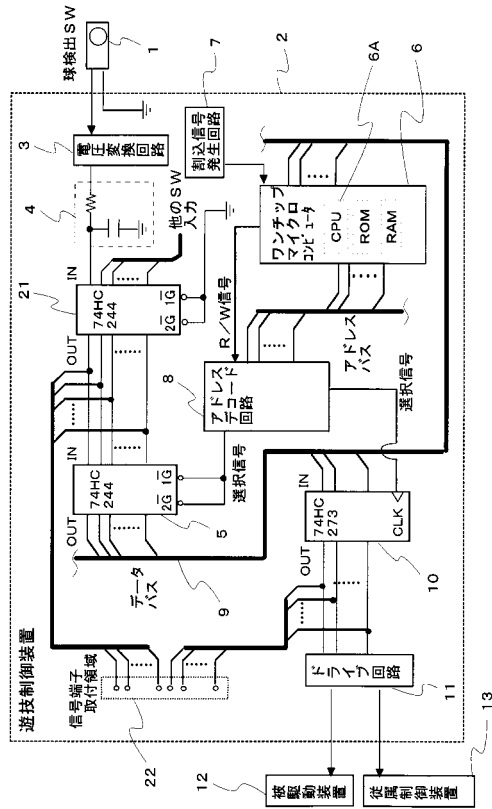 遊技制御装置
球検出SW
1
2
3
電圧変換回路
4
IN
21
74HC
244
OUT
1G
2G
他のSW
入力
7
割込信号
発生回路
6A
6
ワンチップ
マイクロ
コンピュータ
CPU
ROM
RAM
R/W信号
8
アドレス
デコード
回路
アドレス
バス
選択信号
選択信号
IN
74HC
244
OUT
1G
2G
5
データ
バス
9
IN
74HC
273
OUT
CLK
10
信号端子
取付領域
22
ドライブ回路
11
12
被駆動装置
従属制御装置
13